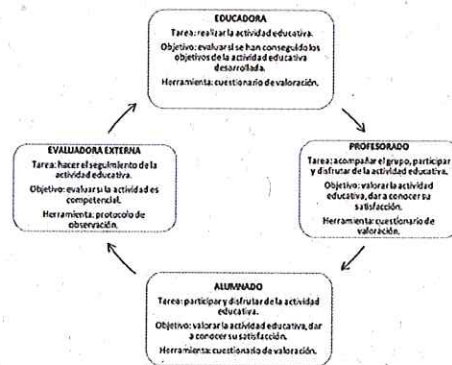 EDUCADORA
Tarea: realizar la actividad educativa.
Objetivo: evaluar si se han conseguido los
objetivos de la actividad educativa
desarrollada.
Herramienta: cuestionario de valoración.
PROFESORADO
Tarea: acompañar el grupo, participar
y disfrutar de la actividad educativa.
Objetivo: valorar la actividad
educativa, dar a conocer su
satisfacción.
Herramienta: cuestionario de
valoración.
ALUMNADO
Tarea: participar y disfrutar de la actividad
educativa.
Objetivo: valorar la actividad educativa, dar
a conocer su satisfacción.
Herramienta: cuestionario de valoración.
EVALUADORA EXTERNA
Tarea: hacer el seguimiento de la
actividad educativa.
Objetivo: evaluar si la actividad es
competencial.
Herramienta: protocolo de
observación.